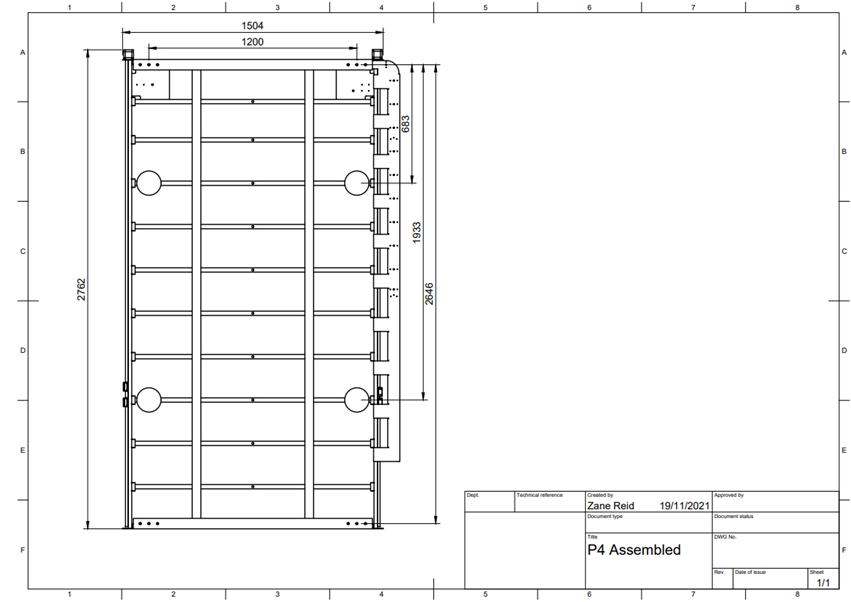 1 2 3 4 5 6 7 8
1504
1200
A A
683
B B
1933
C C
2762
2646
D D
E E
Dept. Technical reference Created by Approved by
Zane Reid 19/11/2021
Document type Document status
Title DWG No.
P4 Assembled
F F
Rev. Date of issue Sheet
1/1
1 2 3 4 5 6 7 8